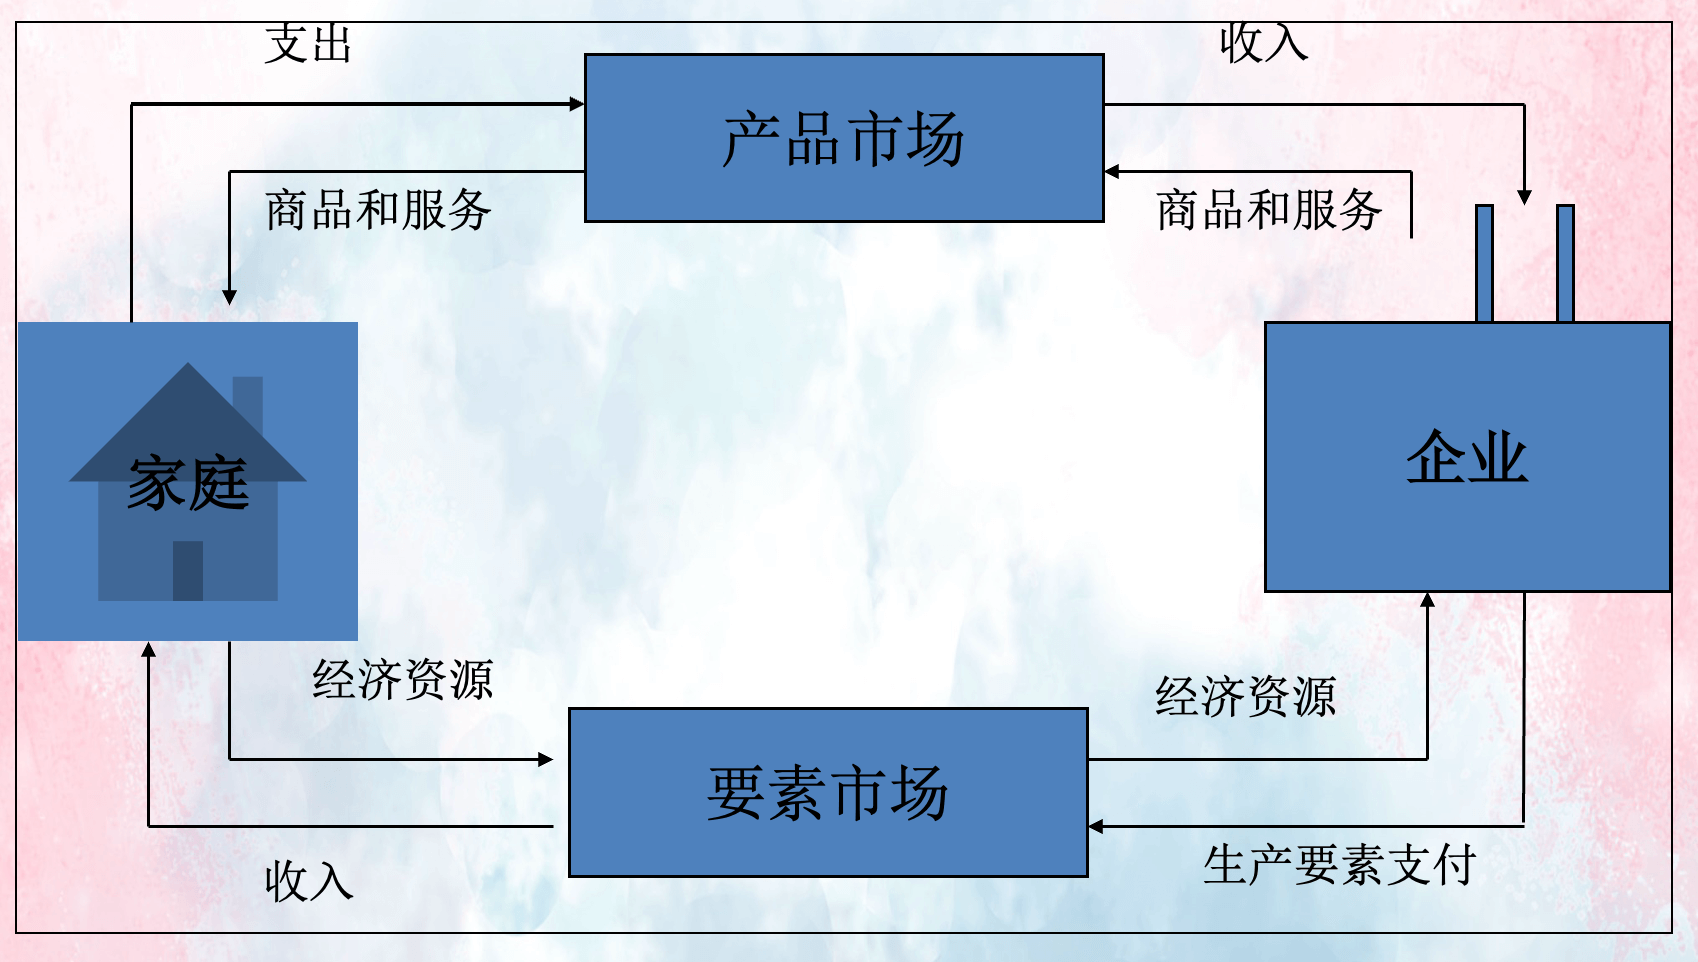 支出
收入
产品市场
商品和服务
商品和服务
家庭
企业
经济资源
经济资源
要素市场
生产要素支付
收入